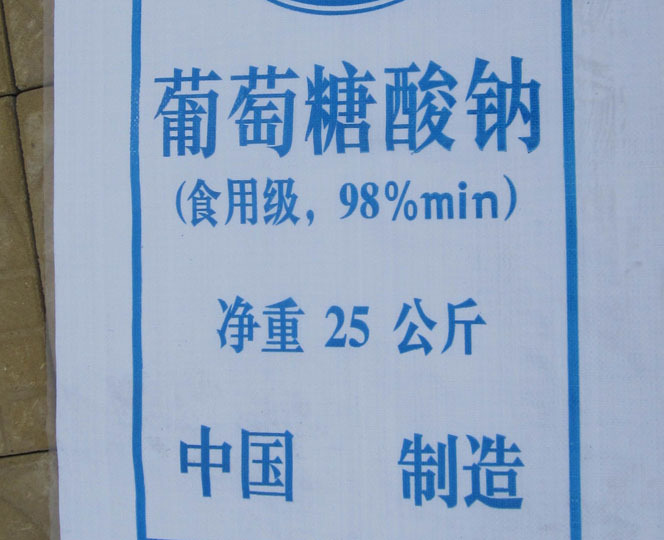 葡萄糖酸钠
(食用级, 98%min)
净重 25 公斤
中国 制造